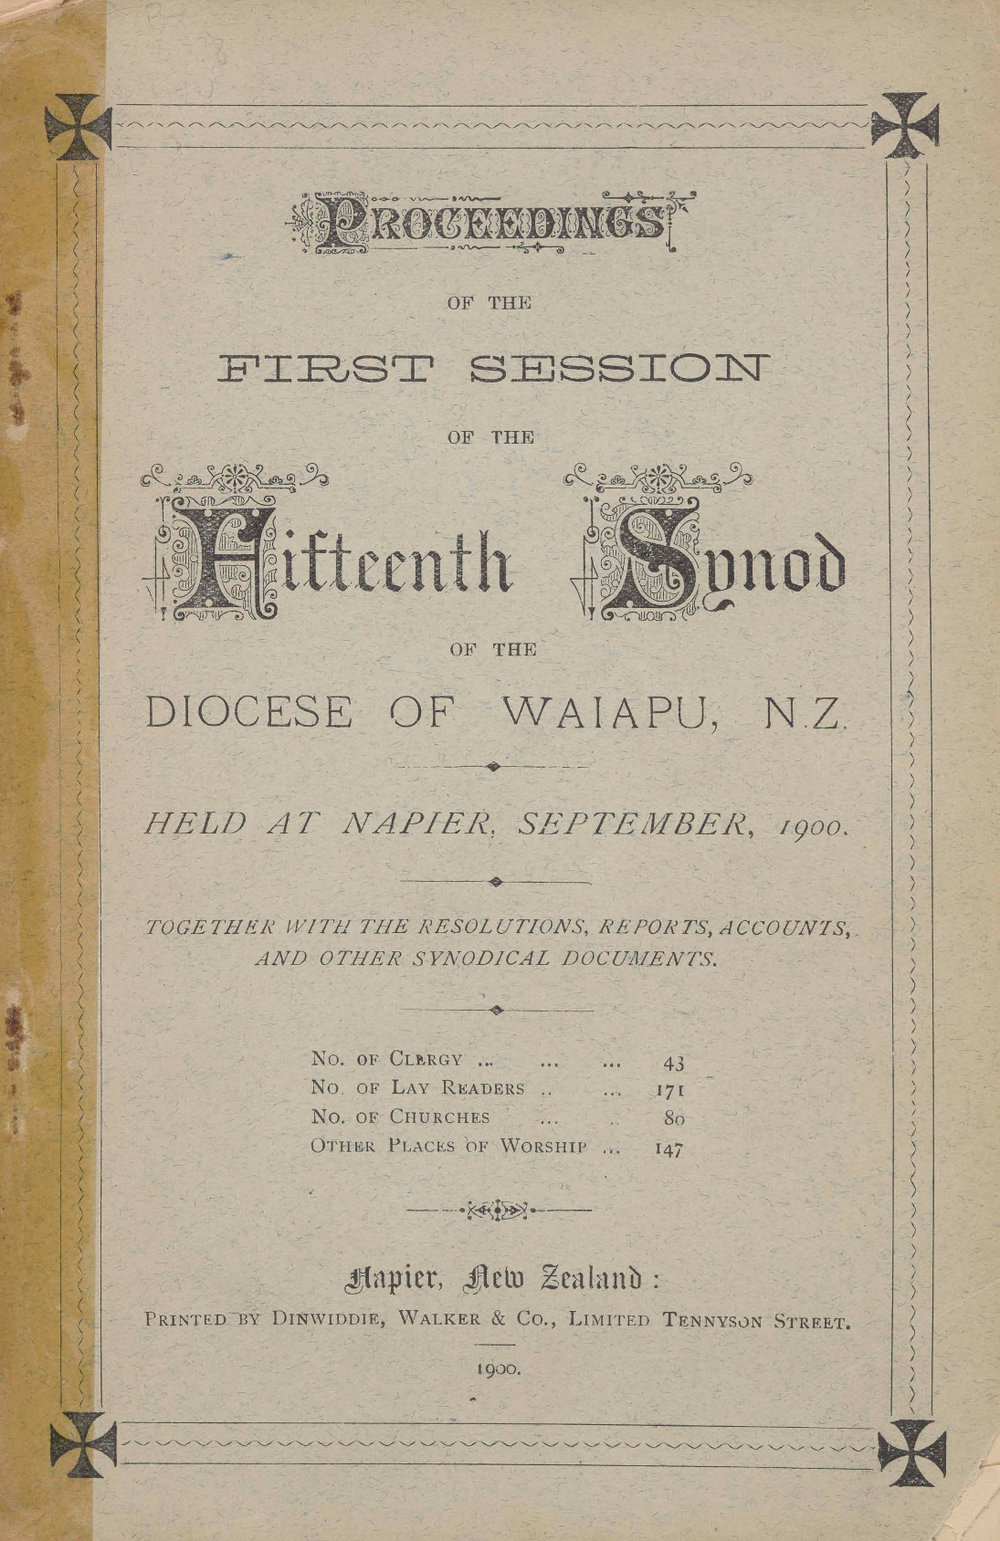 PROCEEDINGS
OF THE
FIRST SESSION
OF THE
Fifteenth Synod
OF THE
DIOCESE OF WAIAPU, N.Z.
HELD AT NAPIER, SEPTEMBER, 1900.
TOGETHER WITH THE RESOLUTIONS, REPORTS, ACCOUNTS,
AND OTHER SYNODICAL DOCUMENTS.
NO. OF CLERGY ... ... ... 43
NO. OF LAY READERS .. ... 171
NO. OF CHURCHES ... .. 80
OTHER PLACES OF WORSHIP ... 147
Napier, New Zealand:
PRINTED BY DINWIDDIE, WALKER & CO., LIMITED TENNYSON STREET.
1900.